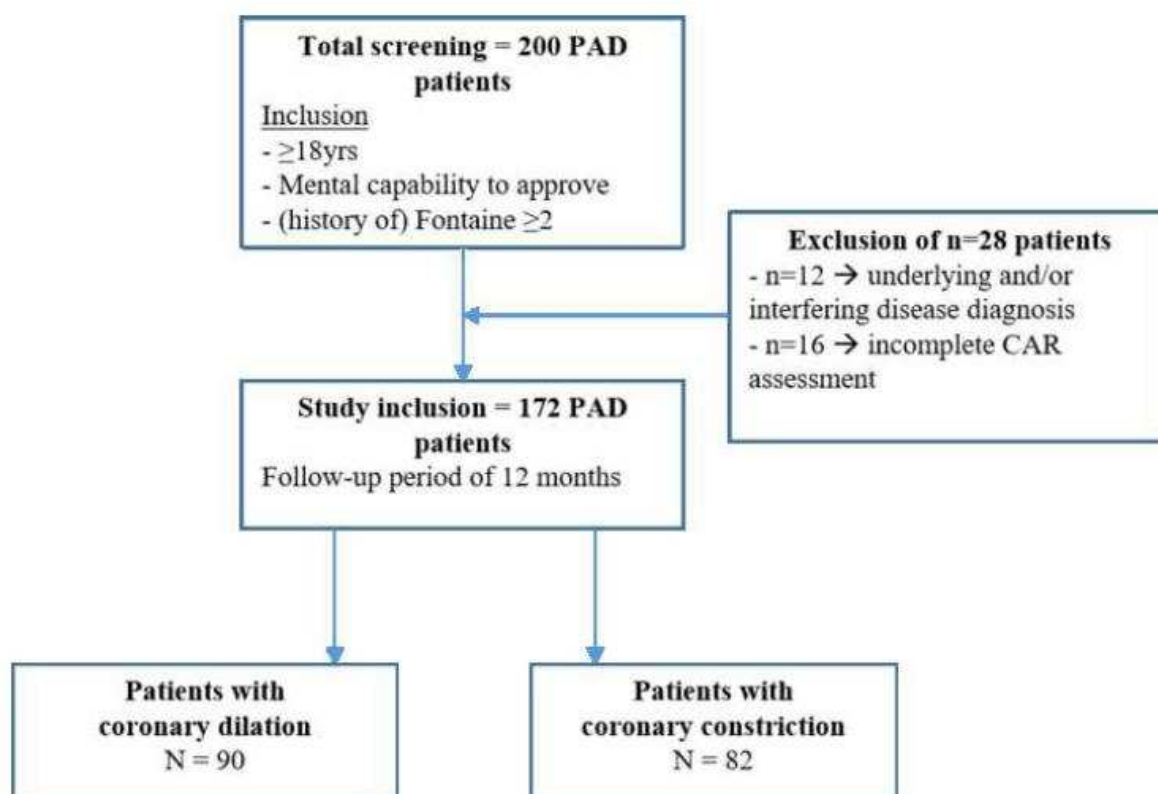 Total screening = 200 PAD
patients
Inclusion
- ≥18yrs
- Mental capability to approve
- (history of) Fontaine ≥2
Exclusion of n=28 patients
- n=12 → underlying and/or
interfering disease diagnosis
- n=16 → incomplete CAR
assessment
Study inclusion = 172 PAD
patients
Follow-up period of 12 months
Patients with
coronary dilation
N = 90
Patients with
coronary constriction
N = 82